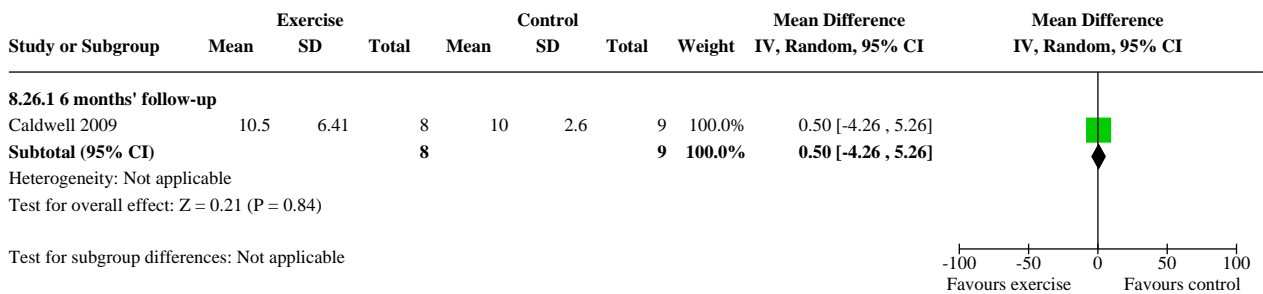 Exercise Control Mean Difference Mean Difference
Study or Subgroup Mean SD Total Mean SD Total Weight IV, Random, 95% CI IV, Random, 95% CI
8.26.1 6 months' follow-up
Caldwell 2009 10.5 6.41 8 10 2.6 9 100.0% 0.50 [-4.26 , 5.26]
Subtotal (95% CI) 8 9 100.0% 0.50 [-4.26 , 5.26]
Heterogeneity: Not applicable
Test for overall effect: Z = 0.21 (P = 0.84)
Test for subgroup differences: Not applicable
-100 -50 0 50 100
Favours exercise Favours control